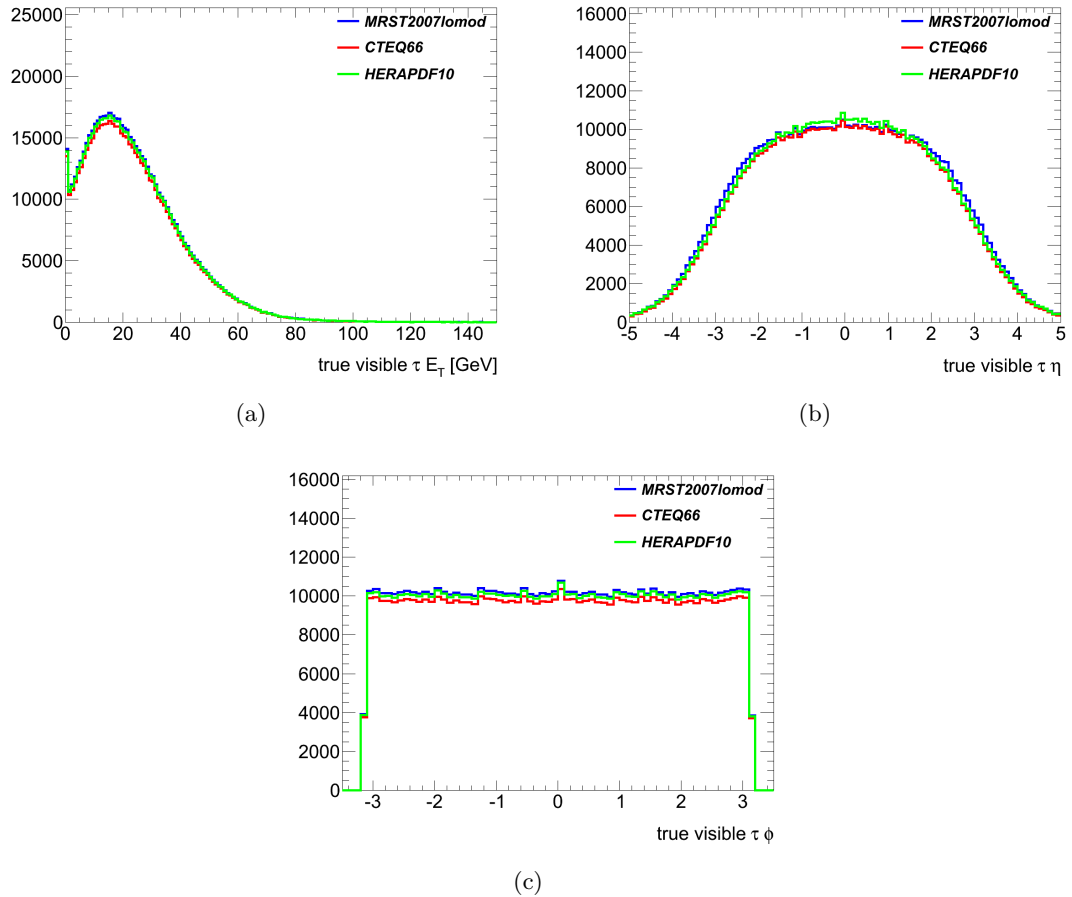 25000
20000
15000
10000
5000
0
0 20 40 60 80 100 120 140
MRST2007lomod
CTEQ66
HERAPDF10
true visible τ E_T [GeV]
(a)
16000
14000
12000
10000
8000
6000
4000
2000
0
-5 -4 -3 -2 -1 0 1 2 3 4 5
MRST2007lomod
CTEQ66
HERAPDF10
true visible τ η
(b)
16000
14000
12000
10000
8000
6000
4000
2000
0
-3 -2 -1 0 1 2 3
MRST2007lomod
CTEQ66
HERAPDF10
true visible τ ϕ
(c)